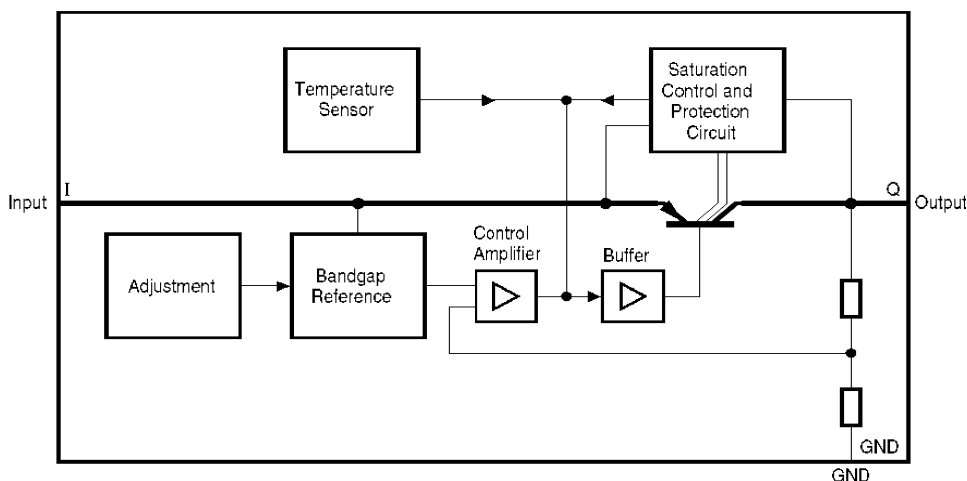 Temperature
Sensor
Saturation
Control and
Protection
Circuit
Input
I
Q
Output
Adjustment
Bandgap
Reference
Control
Amplifier
Buffer
GND
GND